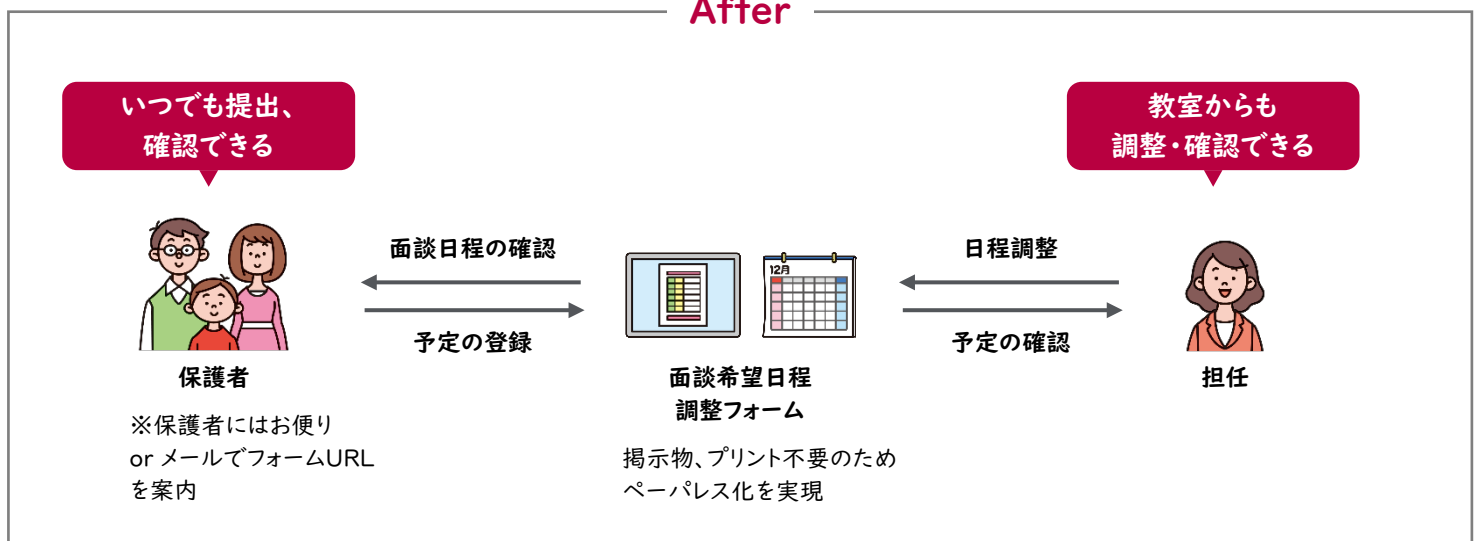 After
いつでも提出、
確認できる
教室からも
調整・確認できる
面談日程の確認
予定の登録
12月
日程調整
予定の確認
保護者
※保護者にはお便り
or メールでフォームURL
を案内
面談希望日程
調整フォーム
掲示物、プリント不要のため
ペーパレス化を実現
担任